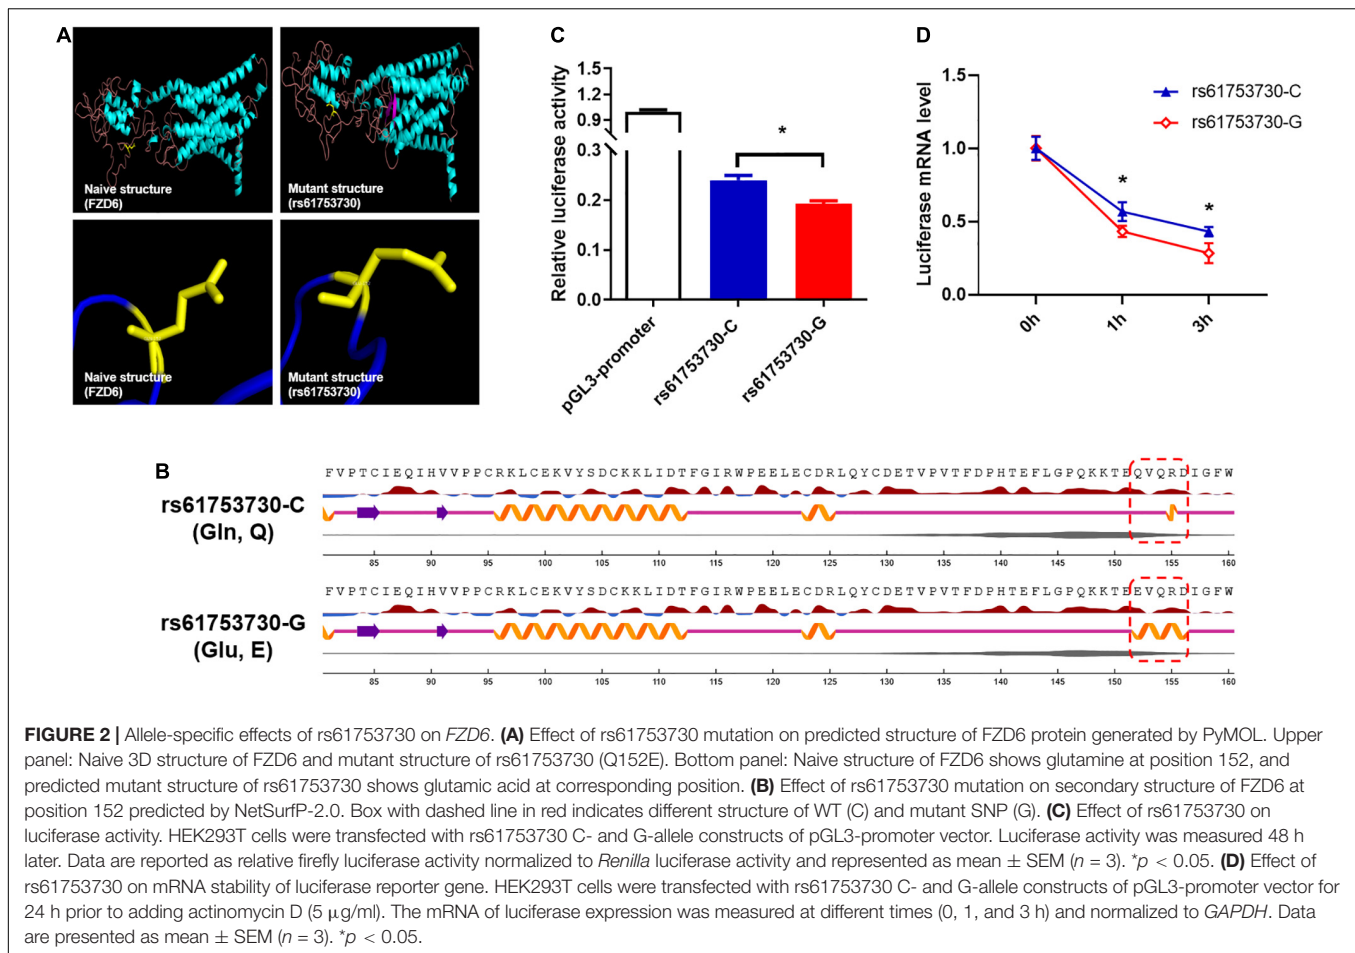 A
Naive structure
(FZD6)
Mutant structure
(rs61753730)
Naive structure
(FZD6)
Mutant structure
(rs61753730)
C
Relative luciferase activity
1.5
1.2
0.9
0.3
0.2
0.1
0.0
*
pGL3-promoter
rs61753730-C
rs61753730-G
D
Luciferase mRNA level
1.5
1.0
0.5
0.0
rs61753730-C
rs61753730-G
*
*
0h
1h
3h
B
rs61753730-C
(Gln, Q)
FVPTCIEQIHVVPPCRKLCEKVYSDCKKLIDTFGIRWPEELECDRLQYCDETVPVTFDPHTEFLGPQKKTEQVQRDIGFW
85 90 95 100 105 110 115 120 125 130 135 140 145 150 155 160
rs61753730-G
(Glu, E)
FVPTCIEQIHVVPPCRKLCEKVYSDCKKLIDTFGIRWPEELECDRLQYCDETVPVTFDPHTEFLGPQKKTEEVQRDIGFW
85 90 95 100 105 110 115 120 125 130 135 140 145 150 155 160
FIGURE 2 | Allele-specific effects of rs61753730 on FZD6. (A) Effect of rs61753730 mutation on predicted structure of FZD6 protein generated by PyMOL. Upper
panel: Naive 3D structure of FZD6 and mutant structure of rs61753730 (Q152E). Bottom panel: Naive structure of FZD6 shows glutamine at position 152, and
predicted mutant structure of rs61753730 shows glutamic acid at corresponding position. (B) Effect of rs61753730 mutation on secondary structure of FZD6 at
position 152 predicted by NetSurfP-2.0. Box with dashed line in red indicates different structure of WT (C) and mutant SNP (G). (C) Effect of rs61753730 on
luciferase activity. HEK293T cells were transfected with rs61753730 C- and G-allele constructs of pGL3-promoter vector. Luciferase activity was measured 48 h
later. Data are reported as relative firefly luciferase activity normalized to Renilla luciferase activity and represented as mean ± SEM (n = 3). *p < 0.05. (D) Effect of
rs61753730 on mRNA stability of luciferase reporter gene. HEK293T cells were transfected with rs61753730 C- and G-allele constructs of pGL3-promoter vector for
24 h prior to adding actinomycin D (5 μg/ml). The mRNA of luciferase expression was measured at different times (0, 1, and 3 h) and normalized to GAPDH. Data
are presented as mean ± SEM (n = 3). *p < 0.05.